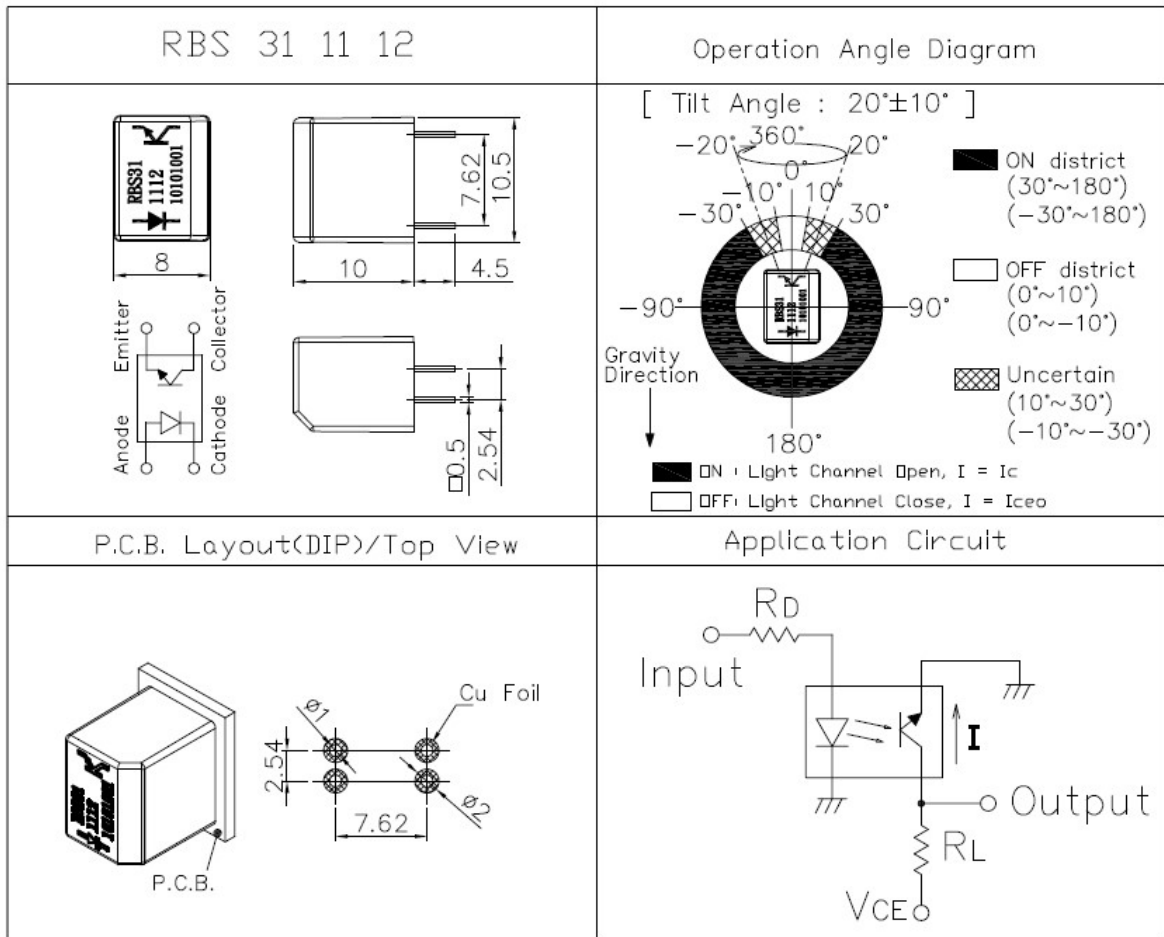 RBS 31 11 12
RBS31
1112
10101001
8
10
4.5
7.62
10.5
Emitter
Collector
Anode
Cathode
□0.5
2.54
Operation Angle Diagram
[ Tilt Angle : 20°±10° ]
-20°
360°
20°
0°
-10°
10°
-30°
30°
-90°
90°
180°
RBS31
1112
10101001
Gravity
Direction
ON district
(30°~180°)
(-30°~180°)
OFF district
(0°~10°)
(0°~-10°)
Uncertain
(10°~30°)
(-10°~-30°)
ON : Light Channel Open, I = Ic
OFF: Light Channel Close, I = Iceo
P.C.B. Layout(DIP)/Top View
1112
P.C.B.
Cu Foil
ø1
2.54
ø2
7.62
Application Circuit
RD
Input
I
Output
RL
VCE